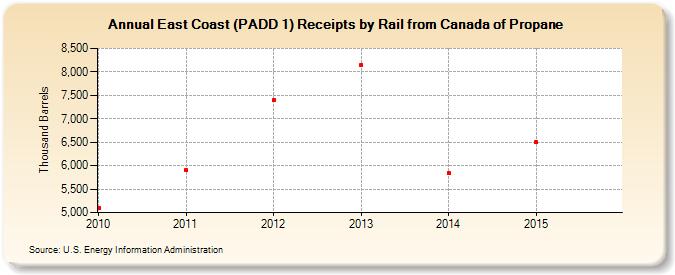 Annual East Coast (PADD 1) Receipts by Rail from Canada of Propane
Thousand Barrels
8,500
8,000
7,500
7,000
6,500
6,000
5,500
5,000
2010 2011 2012 2013 2014 2015
Source: U.S. Energy Information Administration